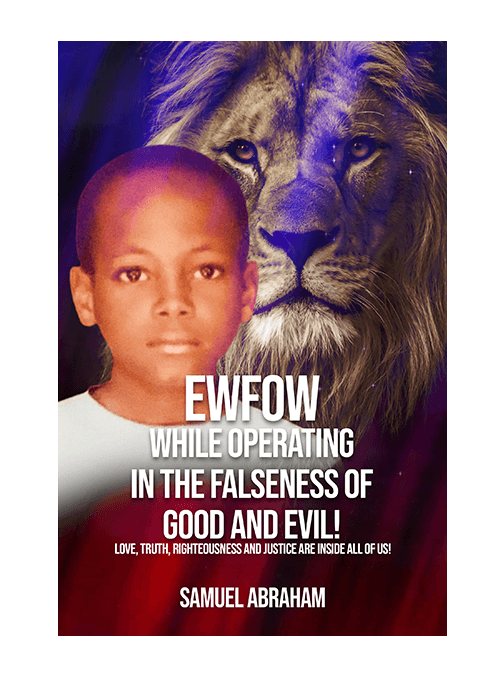 EWFOW
WHILE OPERATING
IN THE FALSENESS OF
GOOD AND EVIL!
LOVE, TRUTH, RIGHTEOUSNESS AND JUSTICE ARE INSIDE ALL OF US!
SAMUEL ABRAHAM